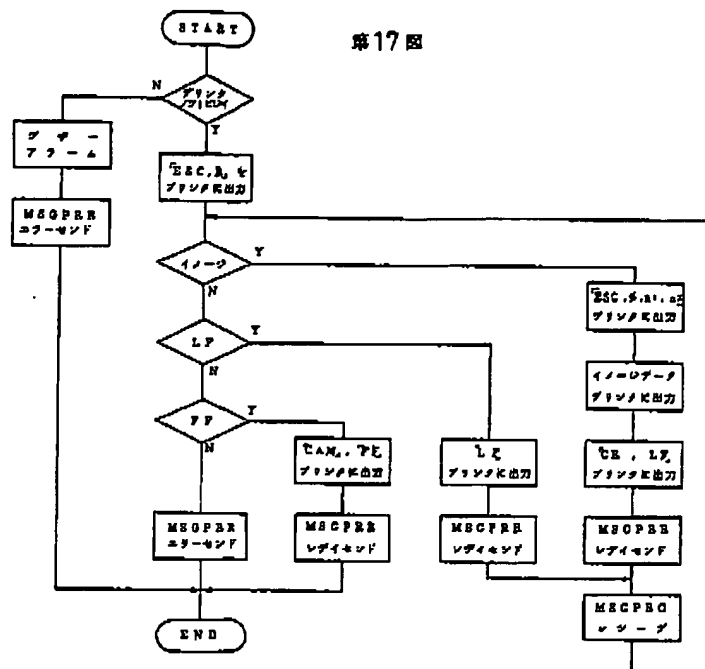 第17図
START
プリンタ
N
Y
ブザー
アラーム
「ESC,R」を
プリンタに出力
MSGPRR
エラーセンド
イメージ
Y
N
プリンタに出力
LF
Y
N
イメージデータ
プリンタに出力
FF
Y
N
プリンタに出力
プリンタに出力
「CR,LF」
プリンタに出力
MSGPRR
エラーセンド
MSGPRR
レディセンド
MSGPRR
レディセンド
MSGPRR
レディセンド
MSGPRC
レシーブ
END